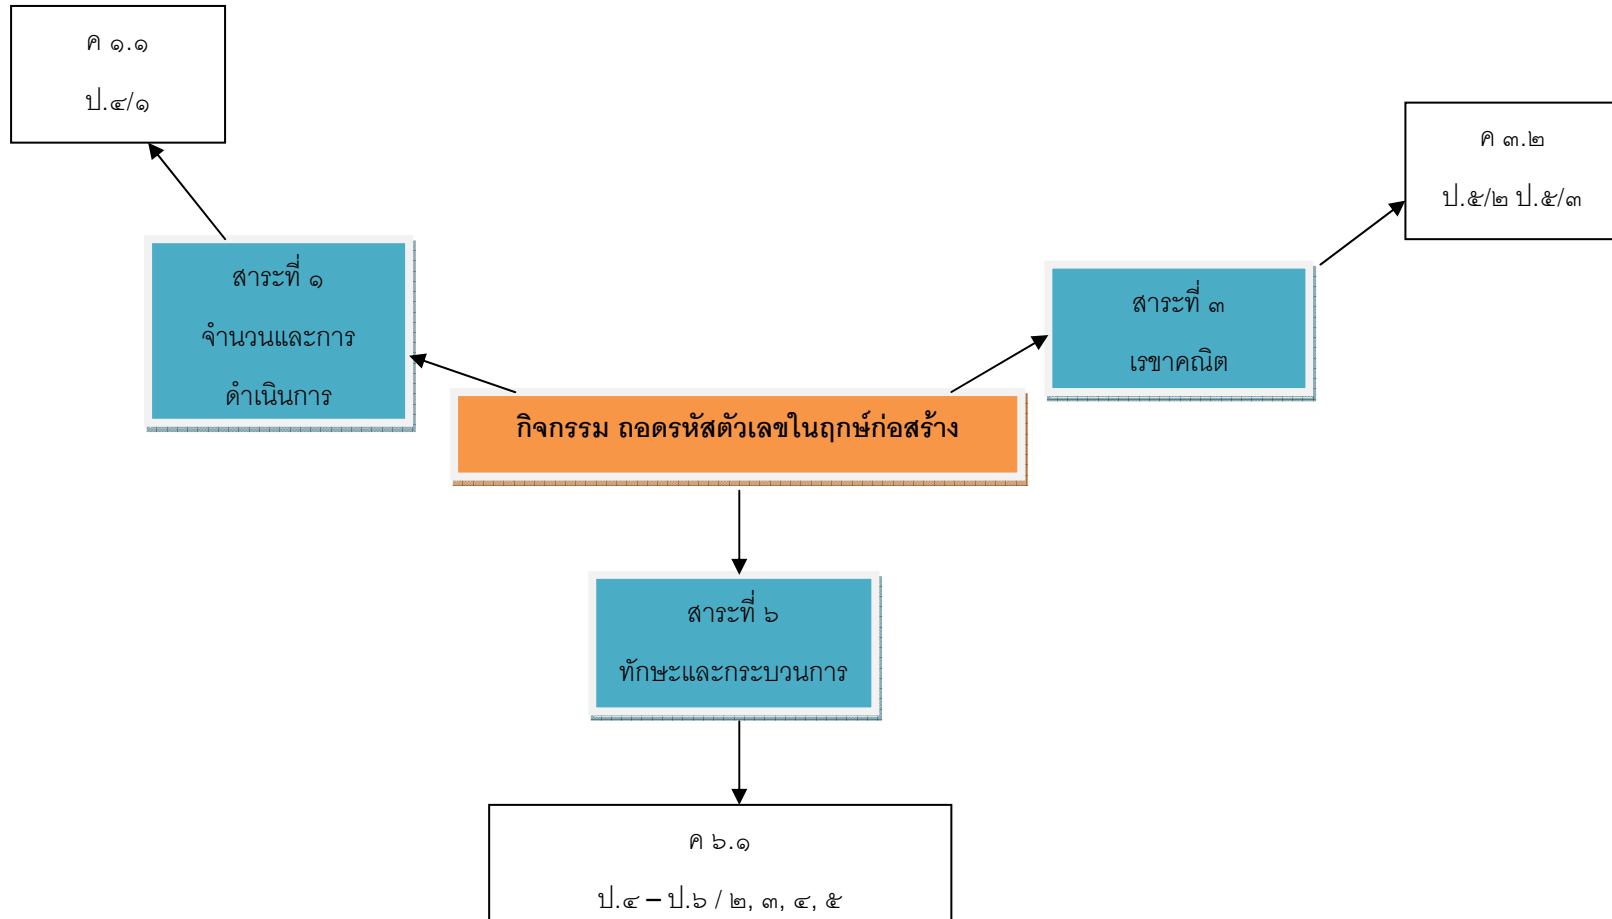 ค ๑.๑
ป.๔/๑
ค ๓.๒
ป.๕/๒ ป.๕/๓
สาระที่ ๑
จำนวนและการ
ดำเนินการ
สาระที่ ๓
เรขาคณิต
กิจกรรม ถอดรหัสตัวเลขในฤกษ์ก่อสร้าง
สาระที่ ๖
ทักษะและกระบวนการ
ค ๖.๑
ป.๔ – ป.๖ / ๒, ๓, ๔, ๕